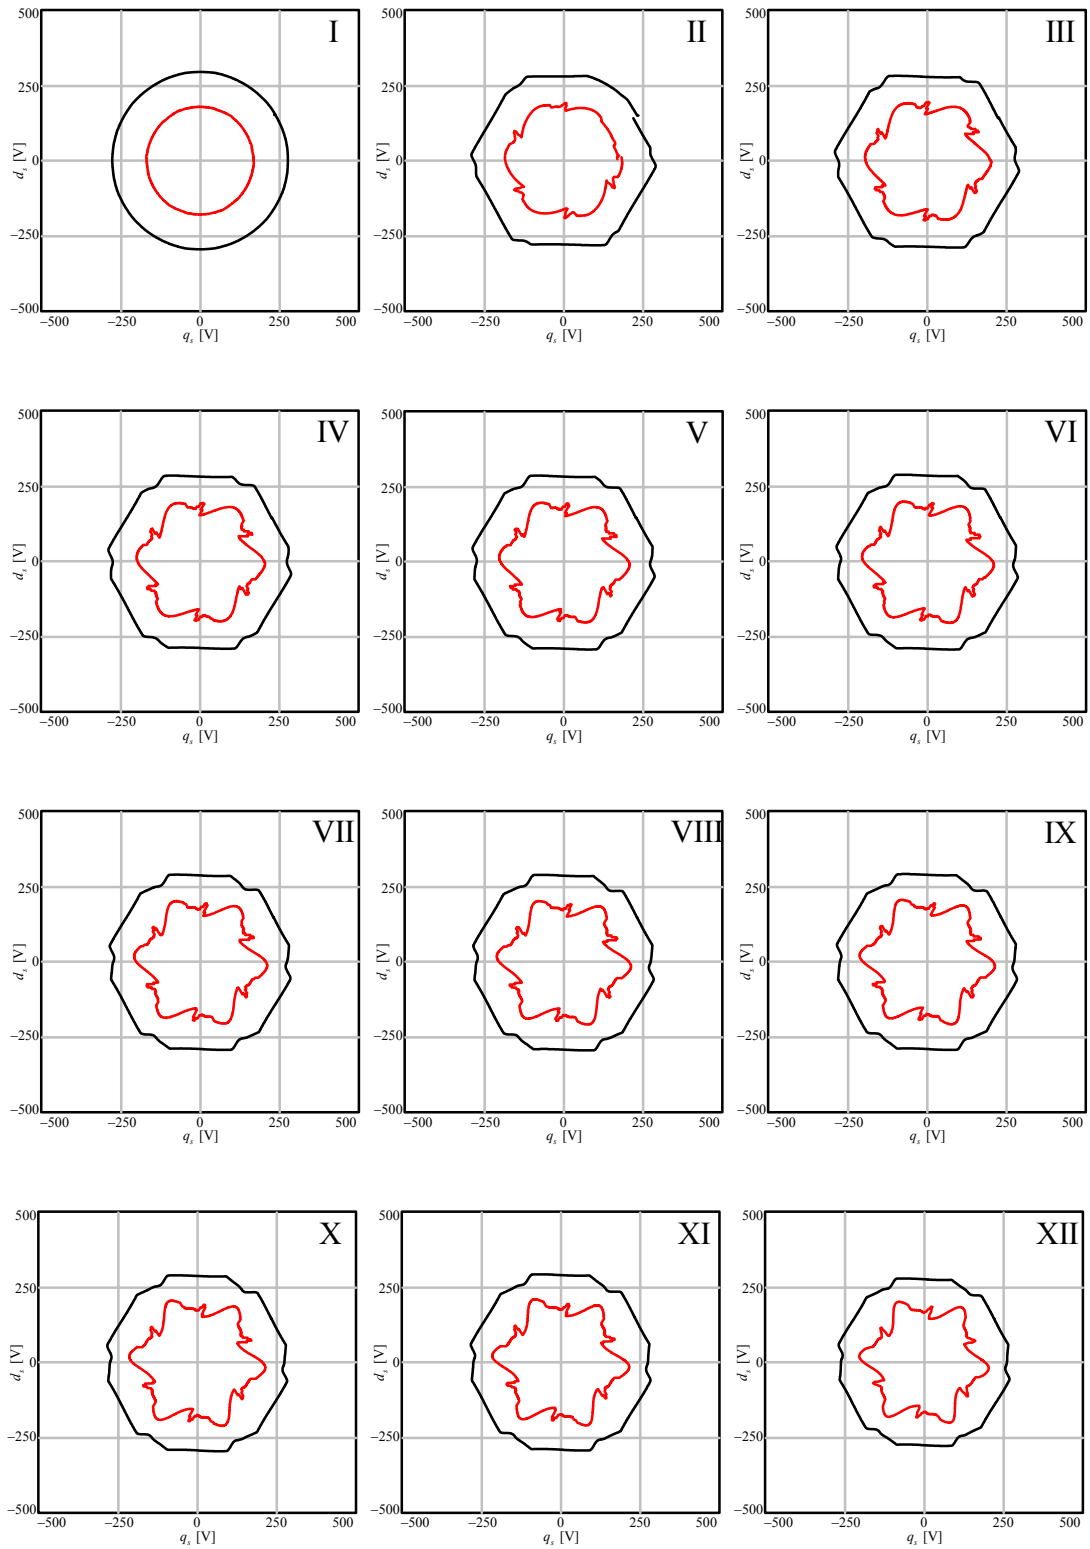 500 I 500 II 500 III
250 250 250
d_s [V] 0 d_s [V] 0 d_s [V] 0
−250 −250 −250
−500 −500 −500
−500 −250 0 250 500 −500 −250 0 250 500 −500 −250 0 250 500
q_s [V] q_s [V] q_s [V]
500 IV 500 V 500 VI
250 250 250
d_s [V] 0 d_s [V] 0 d_s [V] 0
−250 −250 −250
−500 −500 −500
−500 −250 0 250 500 −500 −250 0 250 500 −500 −250 0 250 500
q_s [V] q_s [V] q_s [V]
500 VII 500 VIII 500 IX
250 250 250
d_s [V] 0 d_s [V] 0 d_s [V] 0
−250 −250 −250
−500 −500 −500
−500 −250 0 250 500 −500 −250 0 250 500 −500 −250 0 250 500
q_s [V] q_s [V] q_s [V]
500 X 500 XI 500 XII
250 250 250
d_s [V] 0 d_s [V] 0 d_s [V] 0
−250 −250 −250
−500 −500 −500
−500 −250 0 250 500 −500 −250 0 250 500 −500 −250 0 250 500
q_s [V] q_s [V] q_s [V]